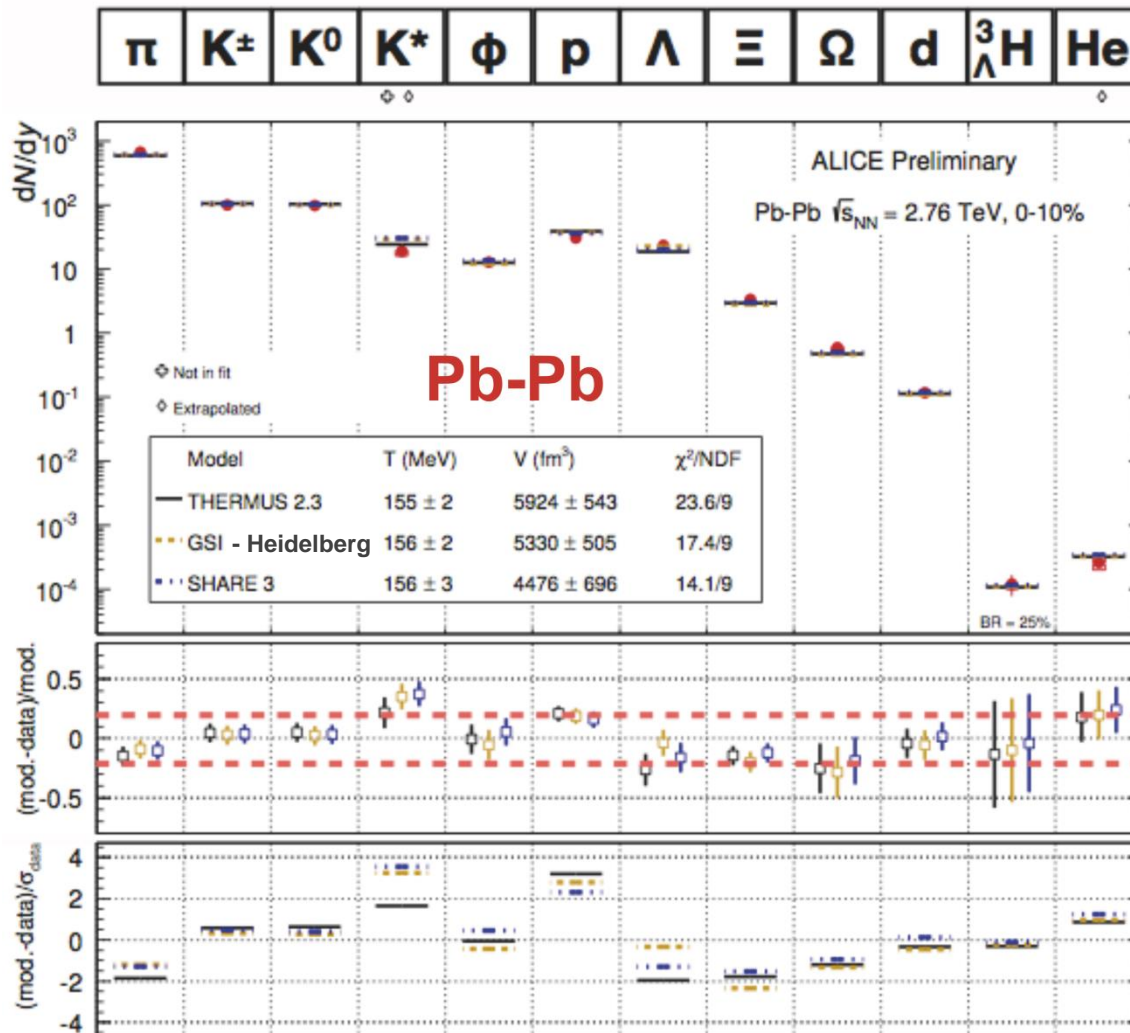 π K± K⁰ K* ϕ p Λ Ξ Ω d ³ΛH He
dN/dy
10³
10²
10
1
10⁻¹
10⁻²
10⁻³
10⁻⁴
ALICE Preliminary
Pb-Pb √sNN = 2.76 TeV, 0-10%
Pb-Pb
Not in fit
Extrapolated
Model T (MeV) V (fm³) χ²/NDF
THERMUS 2.3 155 ± 2 5924 ± 543 23.6/9
GSI - Heidelberg 156 ± 2 5330 ± 505 17.4/9
SHARE 3 156 ± 3 4476 ± 696 14.1/9
BR = 25%
(mod.-data)/mod.
0.5
0
-0.5
(mod.-data)/σdata
4
2
0
-2
-4